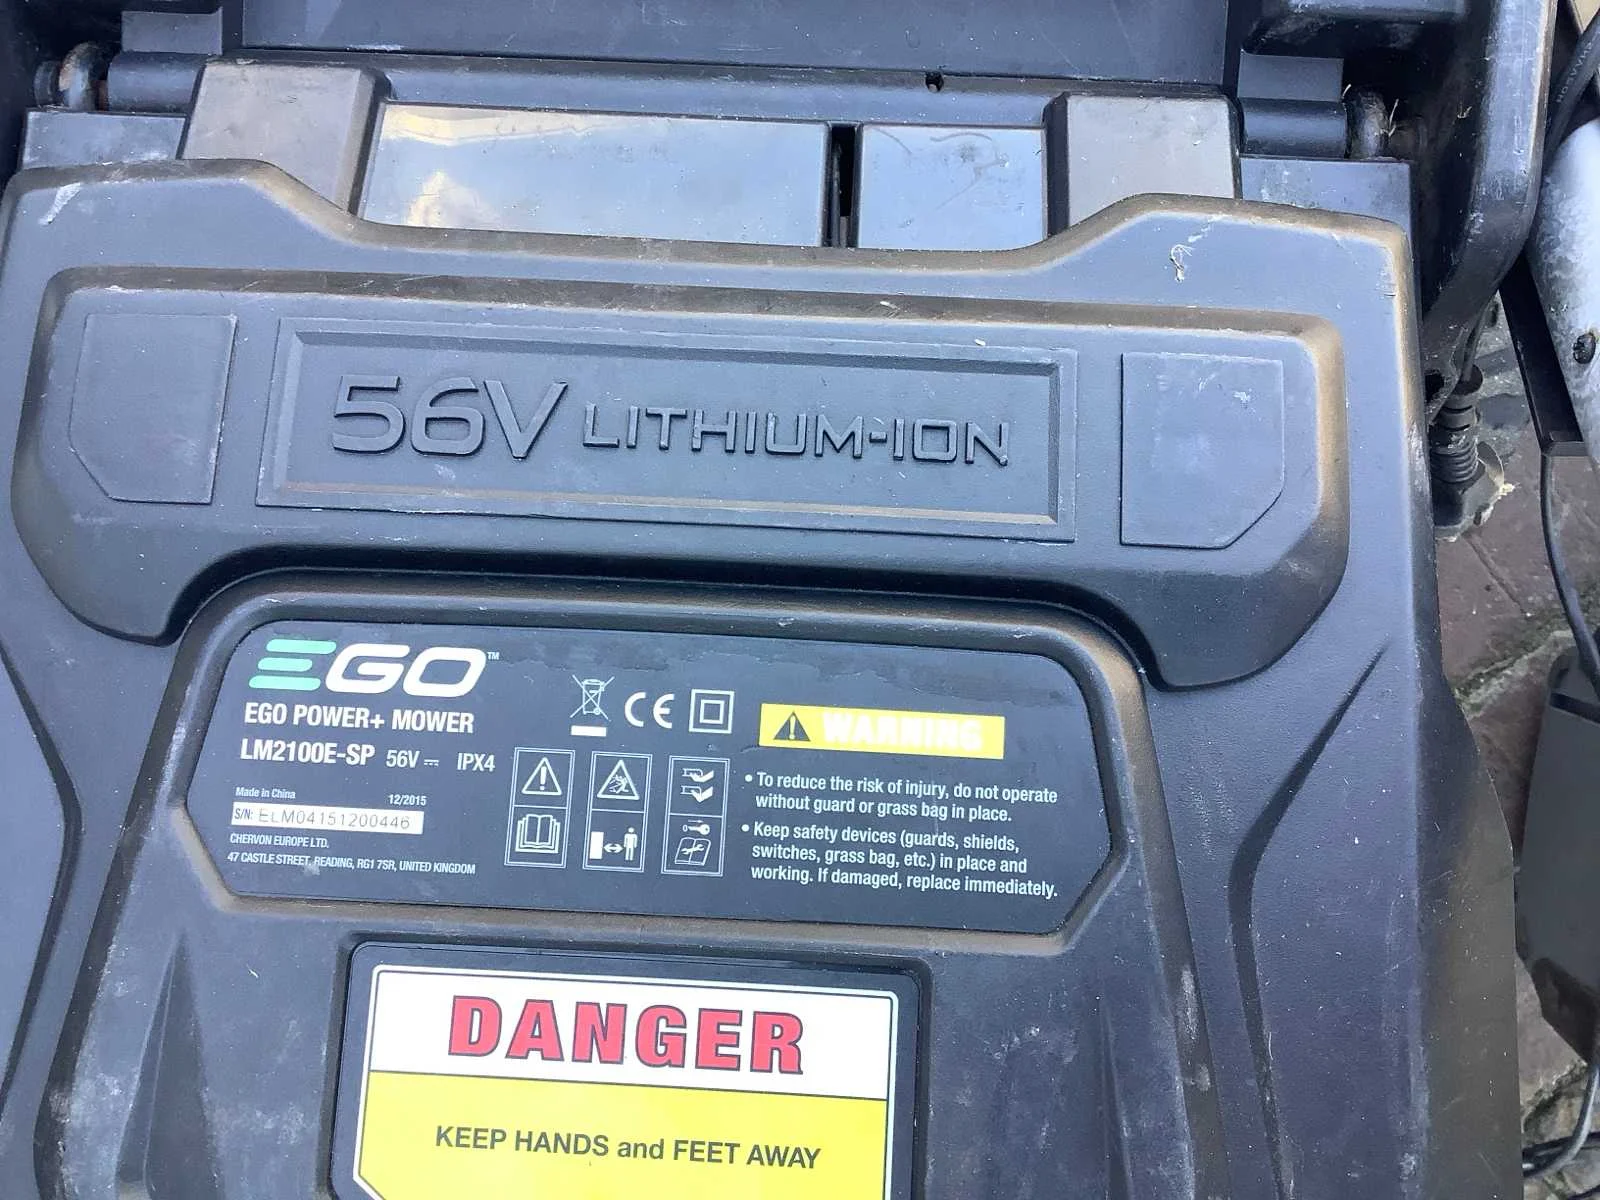 56V LITHIUM-ION
EGO™
EGO POWER+ MOWER
LM2100E-SP 56V IPX4
Made in China 12/2015
S/N: ELM04151200446
CHERVON EUROPE LTD.
47 CASTLE STREET, READING, RG1 7SR, UNITED KINGDOM
CE
WARNING
• To reduce the risk of injury, do not operate
without guard or grass bag in place.
• Keep safety devices (guards, shields,
switches, grass bag, etc.) in place and
working. If damaged, replace immediately.
DANGER
KEEP HANDS and FEET AWAY